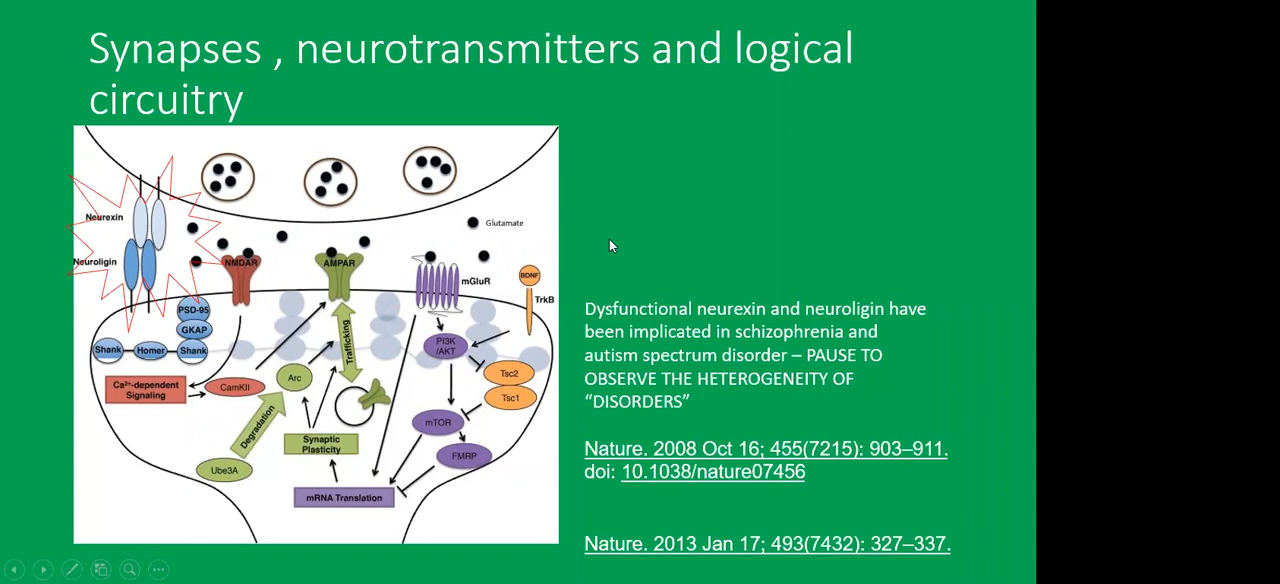 Synapses , neurotransmitters and logical
circuitry
Neurexin
Glutamate
Neuroligin
NMDAR
AMPAR
mGluR
BDNF
TrkB
PSD-95
GKAP
Shank
Homer
Shank
Trafficking
PI3K
/AKT
Ca²⁺-dependent
Signaling
CamKII
Arc
Tsc2
Tsc1
Degradation
mTOR
Synaptic
Plasticity
FMRP
Ube3A
mRNA Translation
Dysfunctional neurexin and neuroligin have
been implicated in schizophrenia and
autism spectrum disorder – PAUSE TO
OBSERVE THE HETEROGENEITY OF
“DISORDERS”
Nature. 2008 Oct 16; 455(7215): 903–911.
doi: 10.1038/nature07456
Nature. 2013 Jan 17; 493(7432): 327–337.